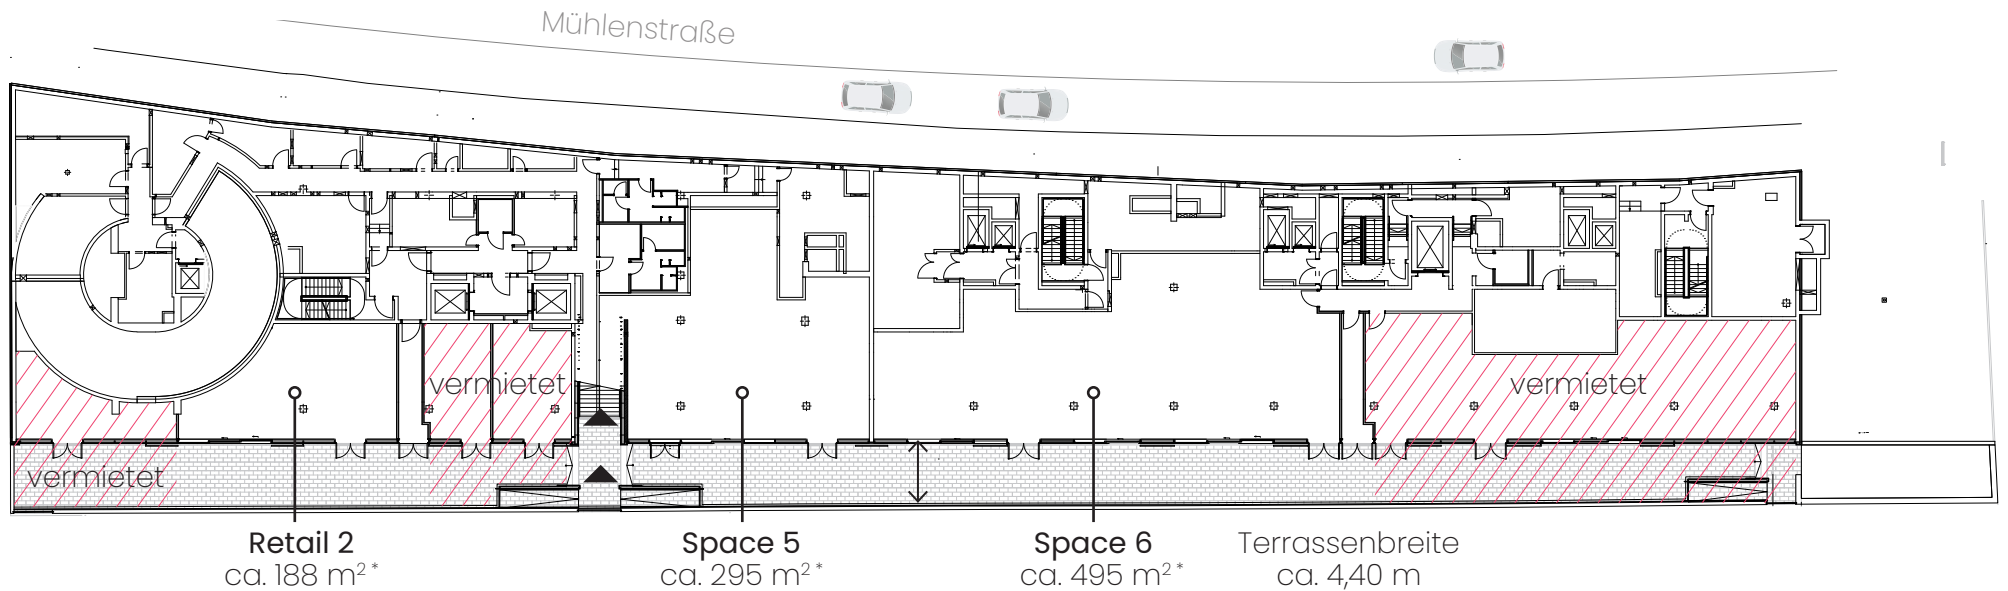 Mühlenstraße
vermietet
vermietet
vermietet
Retail 2
ca. 188 m² *
Space 5
ca. 295 m² *
Space 6
ca. 495 m² *
Terrassenbreite
ca. 4,40 m